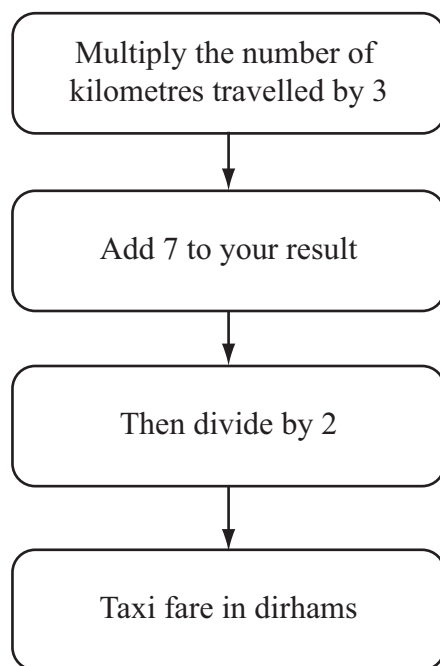 Multiply the number of
kilometres travelled by 3
Add 7 to your result
Then divide by 2
Taxi fare in dirhams